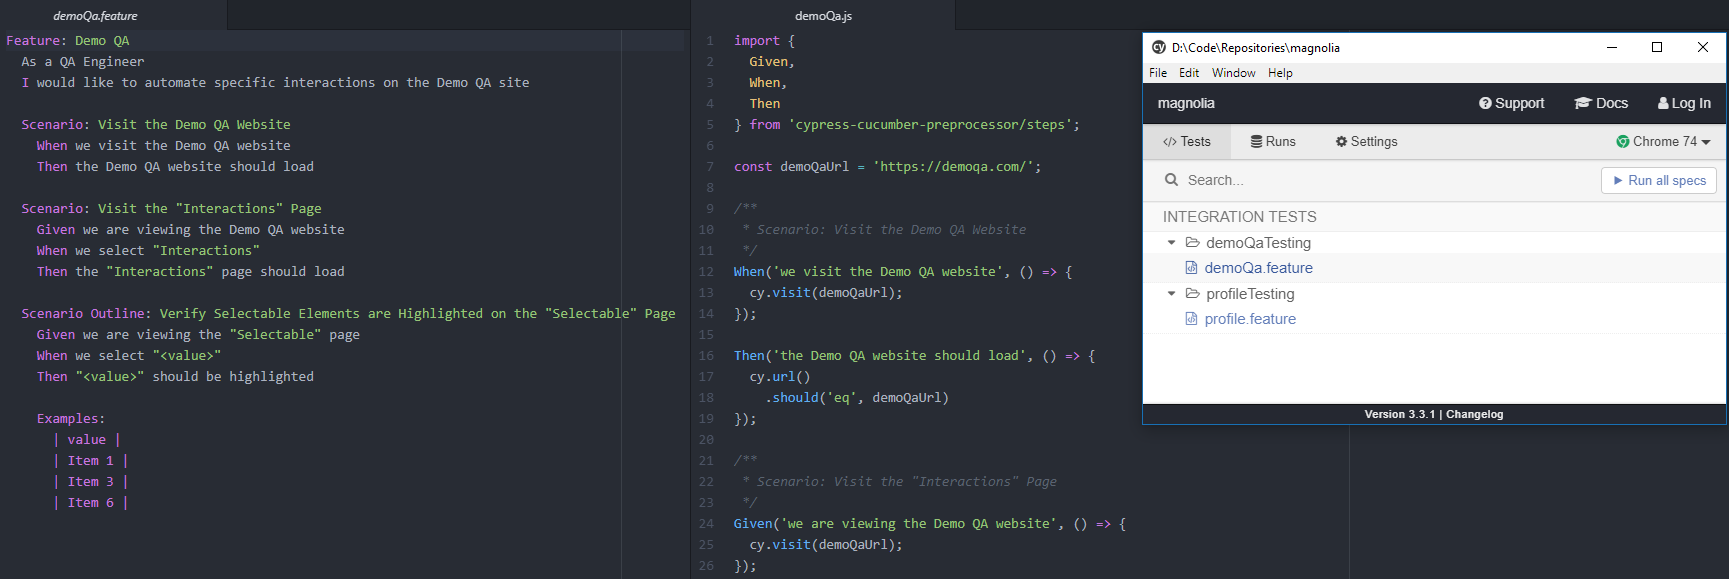 demoQa.feature
Feature: Demo QA
As a QA Engineer
I would like to automate specific interactions on the Demo QA site
Scenario: Visit the Demo QA Website
When we visit the Demo QA website
Then the Demo QA website should load
Scenario: Visit the "Interactions" Page
Given we are viewing the Demo QA website
When we select "Interactions"
Then the "Interactions" page should load
Scenario Outline: Verify Selectable Elements are Highlighted on the "Selectable" Page
Given we are viewing the "Selectable" page
When we select "<value>"
Then "<value>" should be highlighted
Examples:
| value |
| Item 1 |
| Item 3 |
| Item 6 |
demoQa.js
1 import {
2 Given,
3 When,
4 Then
5 } from 'cypress-cucumber-preprocessor/steps';
6
7 const demoQaUrl = 'https://demoqa.com/';
8
9 /**
10 * Scenario: Visit the Demo QA Website
11 */
12 When('we visit the Demo QA website', () => {
13 cy.visit(demoQaUrl);
14 });
15
16 Then('the Demo QA website should load', () => {
17 cy.url()
18 .should('eq', demoQaUrl)
19 });
20
21 /**
22 * Scenario: Visit the "Interactions" Page
23 */
24 Given('we are viewing the Demo QA website', () => {
25 cy.visit(demoQaUrl);
26 });
cy D:\Code\Repositories\magnolia
File Edit Window Help
magnolia Support Docs Log In
</> Tests Runs Settings Chrome 74
Search... Run all specs
INTEGRATION TESTS
demoQaTesting
demoQa.feature
profileTesting
profile.feature
Version 3.3.1 | Changelog